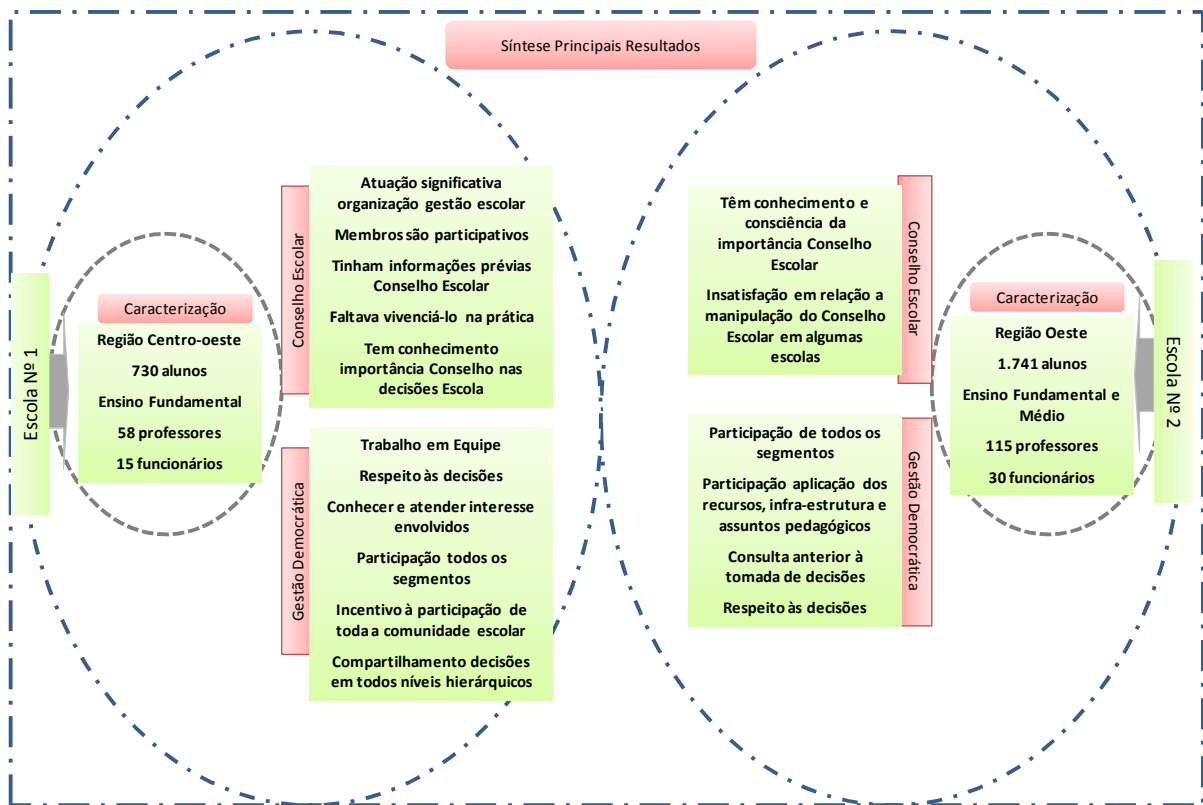 Síntese Principais Resultados
Escola Nº 1
Caracterização
Região Centro-oeste
730 alunos
Ensino Fundamental
58 professores
15 funcionários
Conselho Escolar
Atuação significativa
organização gestão escolar
Membros são participativos
Tinham informações prévias
Conselho Escolar
Faltava vivenciá-lo na prática
Tem conhecimento
importância Conselho nas
decisões Escola
Gestão Democrática
Trabalho em Equipe
Respeito às decisões
Conhecer e atender interesse
envolvidos
Participação todos os
segmentos
Incentivo à participação de
toda a comunidade escolar
Compartilhamento decisões
em todos níveis hierárquicos
Têm conhecimento e
consciência da
importância Conselho
Escolar
Insatisfação em relação a
manipulação do Conselho
Escolar em algumas
escolas
Conselho Escolar
Participação de todos os
segmentos
Participação aplicação dos
recursos, infra-estrutura e
assuntos pedagógicos
Consulta anterior à
tomada de decisões
Respeito às decisões
Gestão Democrática
Caracterização
Região Oeste
1.741 alunos
Ensino Fundamental e
Médio
115 professores
30 funcionários
Escola Nº 2